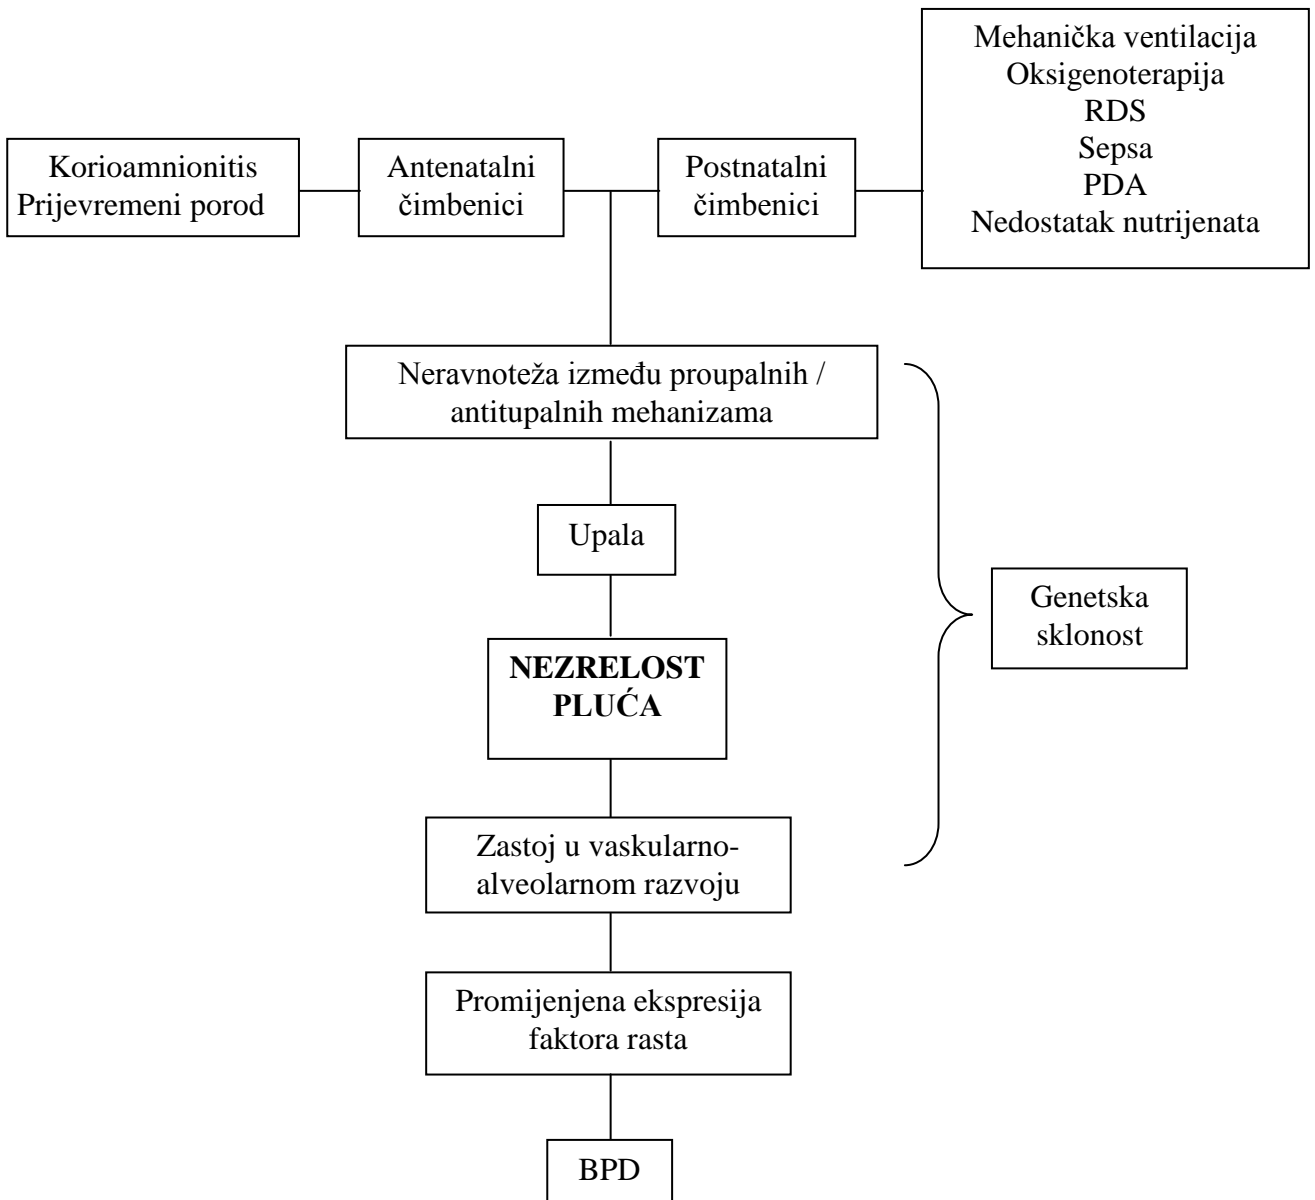 Mehanička ventilacija
Oksigenoterapija
RDS
Sepsa
PDA
Nedostatak nutrijenata
Korioamnionitis
Prijevremeni porod
Antenatalni
čimbenici
Postnatalni
čimbenici
Neravnoteža između proupalnih /
antitupalnih mehanizama
Upala
Genetska
sklonost
NEZRELOST
PLUĆA
Zastoj u vaskularno-
alveolarnom razvoju
Promijenjena ekspresija
faktora rasta
BPD